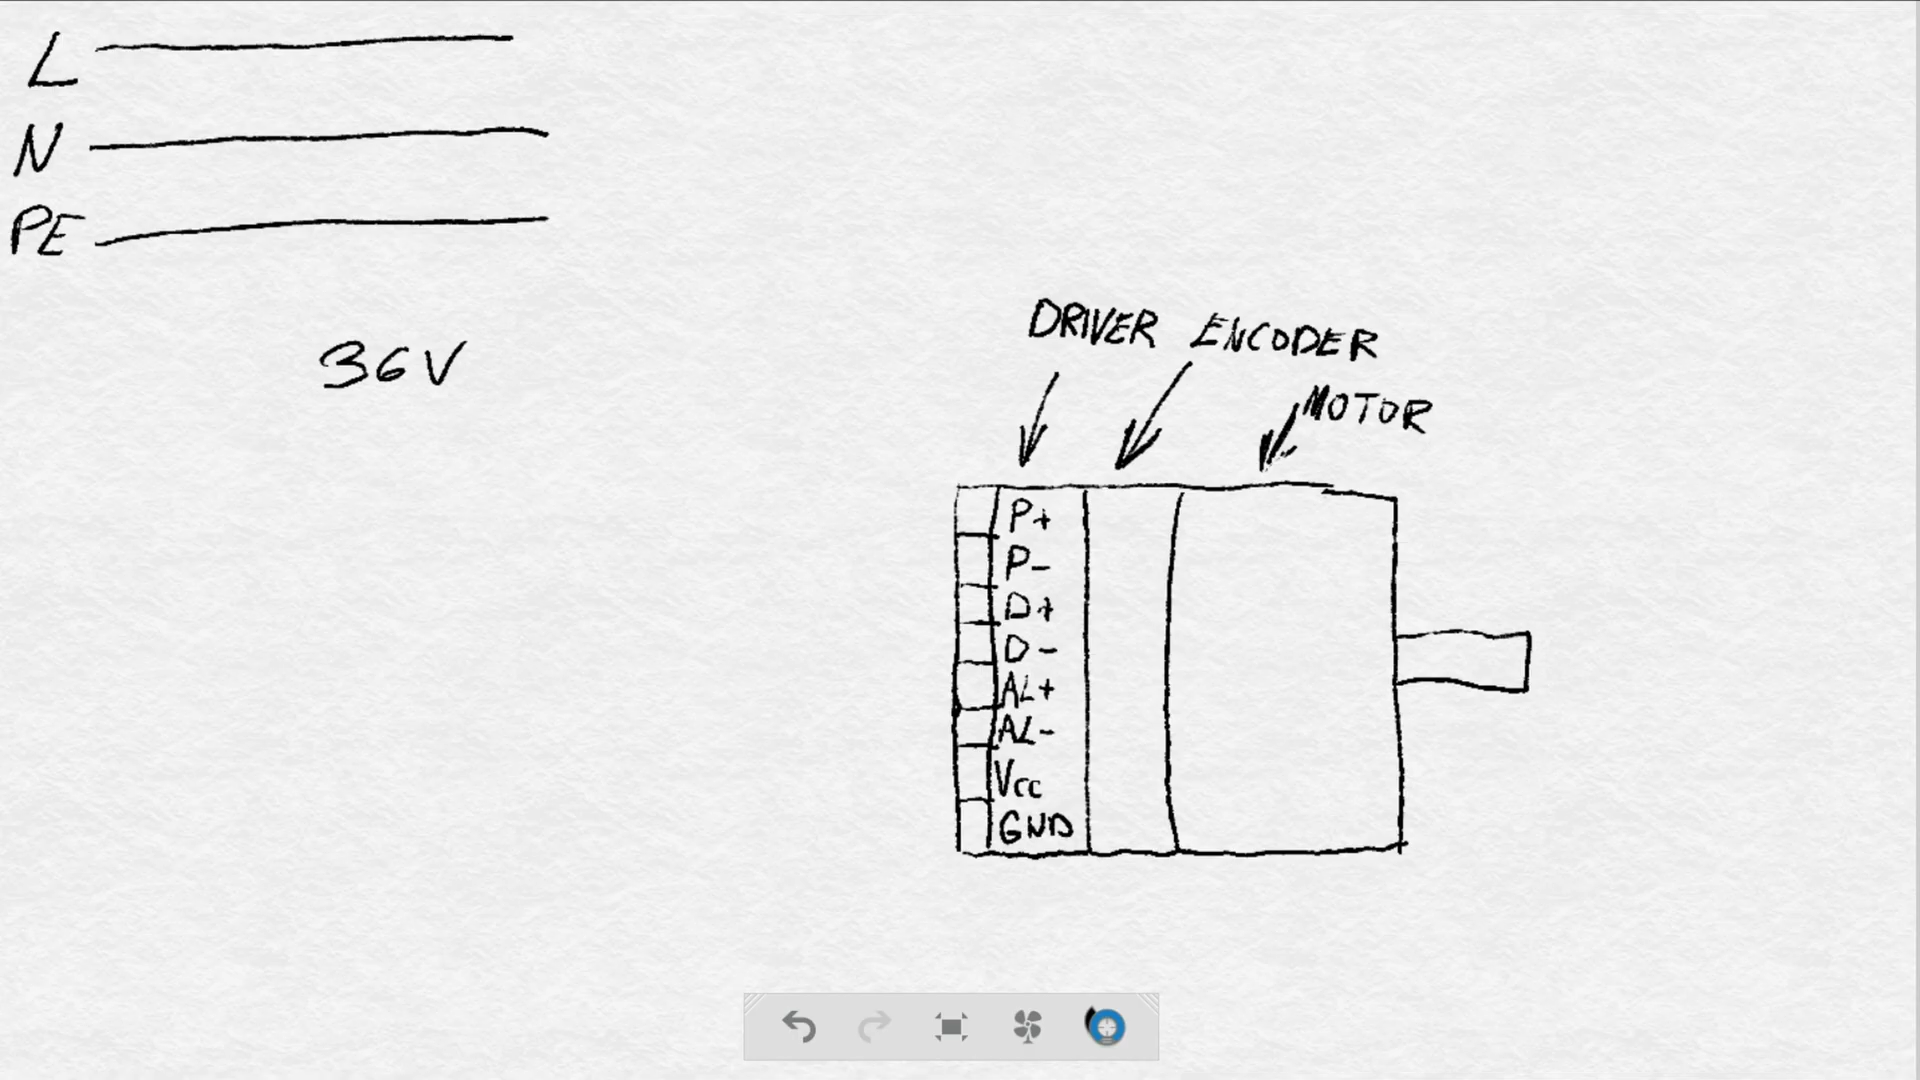 L
N
PE
36V
DRIVER ENCODER
MOTOR
P+
P-
D+
D-
AL+
AL-
Vcc
GND